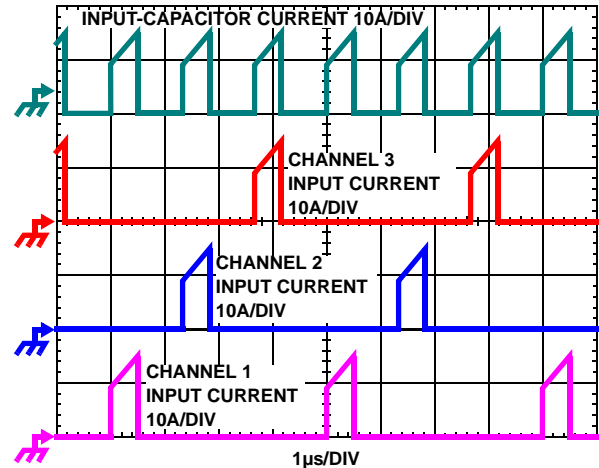 INPUT-CAPACITOR CURRENT 10A/DIV
CHANNEL 3
INPUT CURRENT
10A/DIV
CHANNEL 2
INPUT CURRENT
10A/DIV
CHANNEL 1
INPUT CURRENT
10A/DIV
1µs/DIV